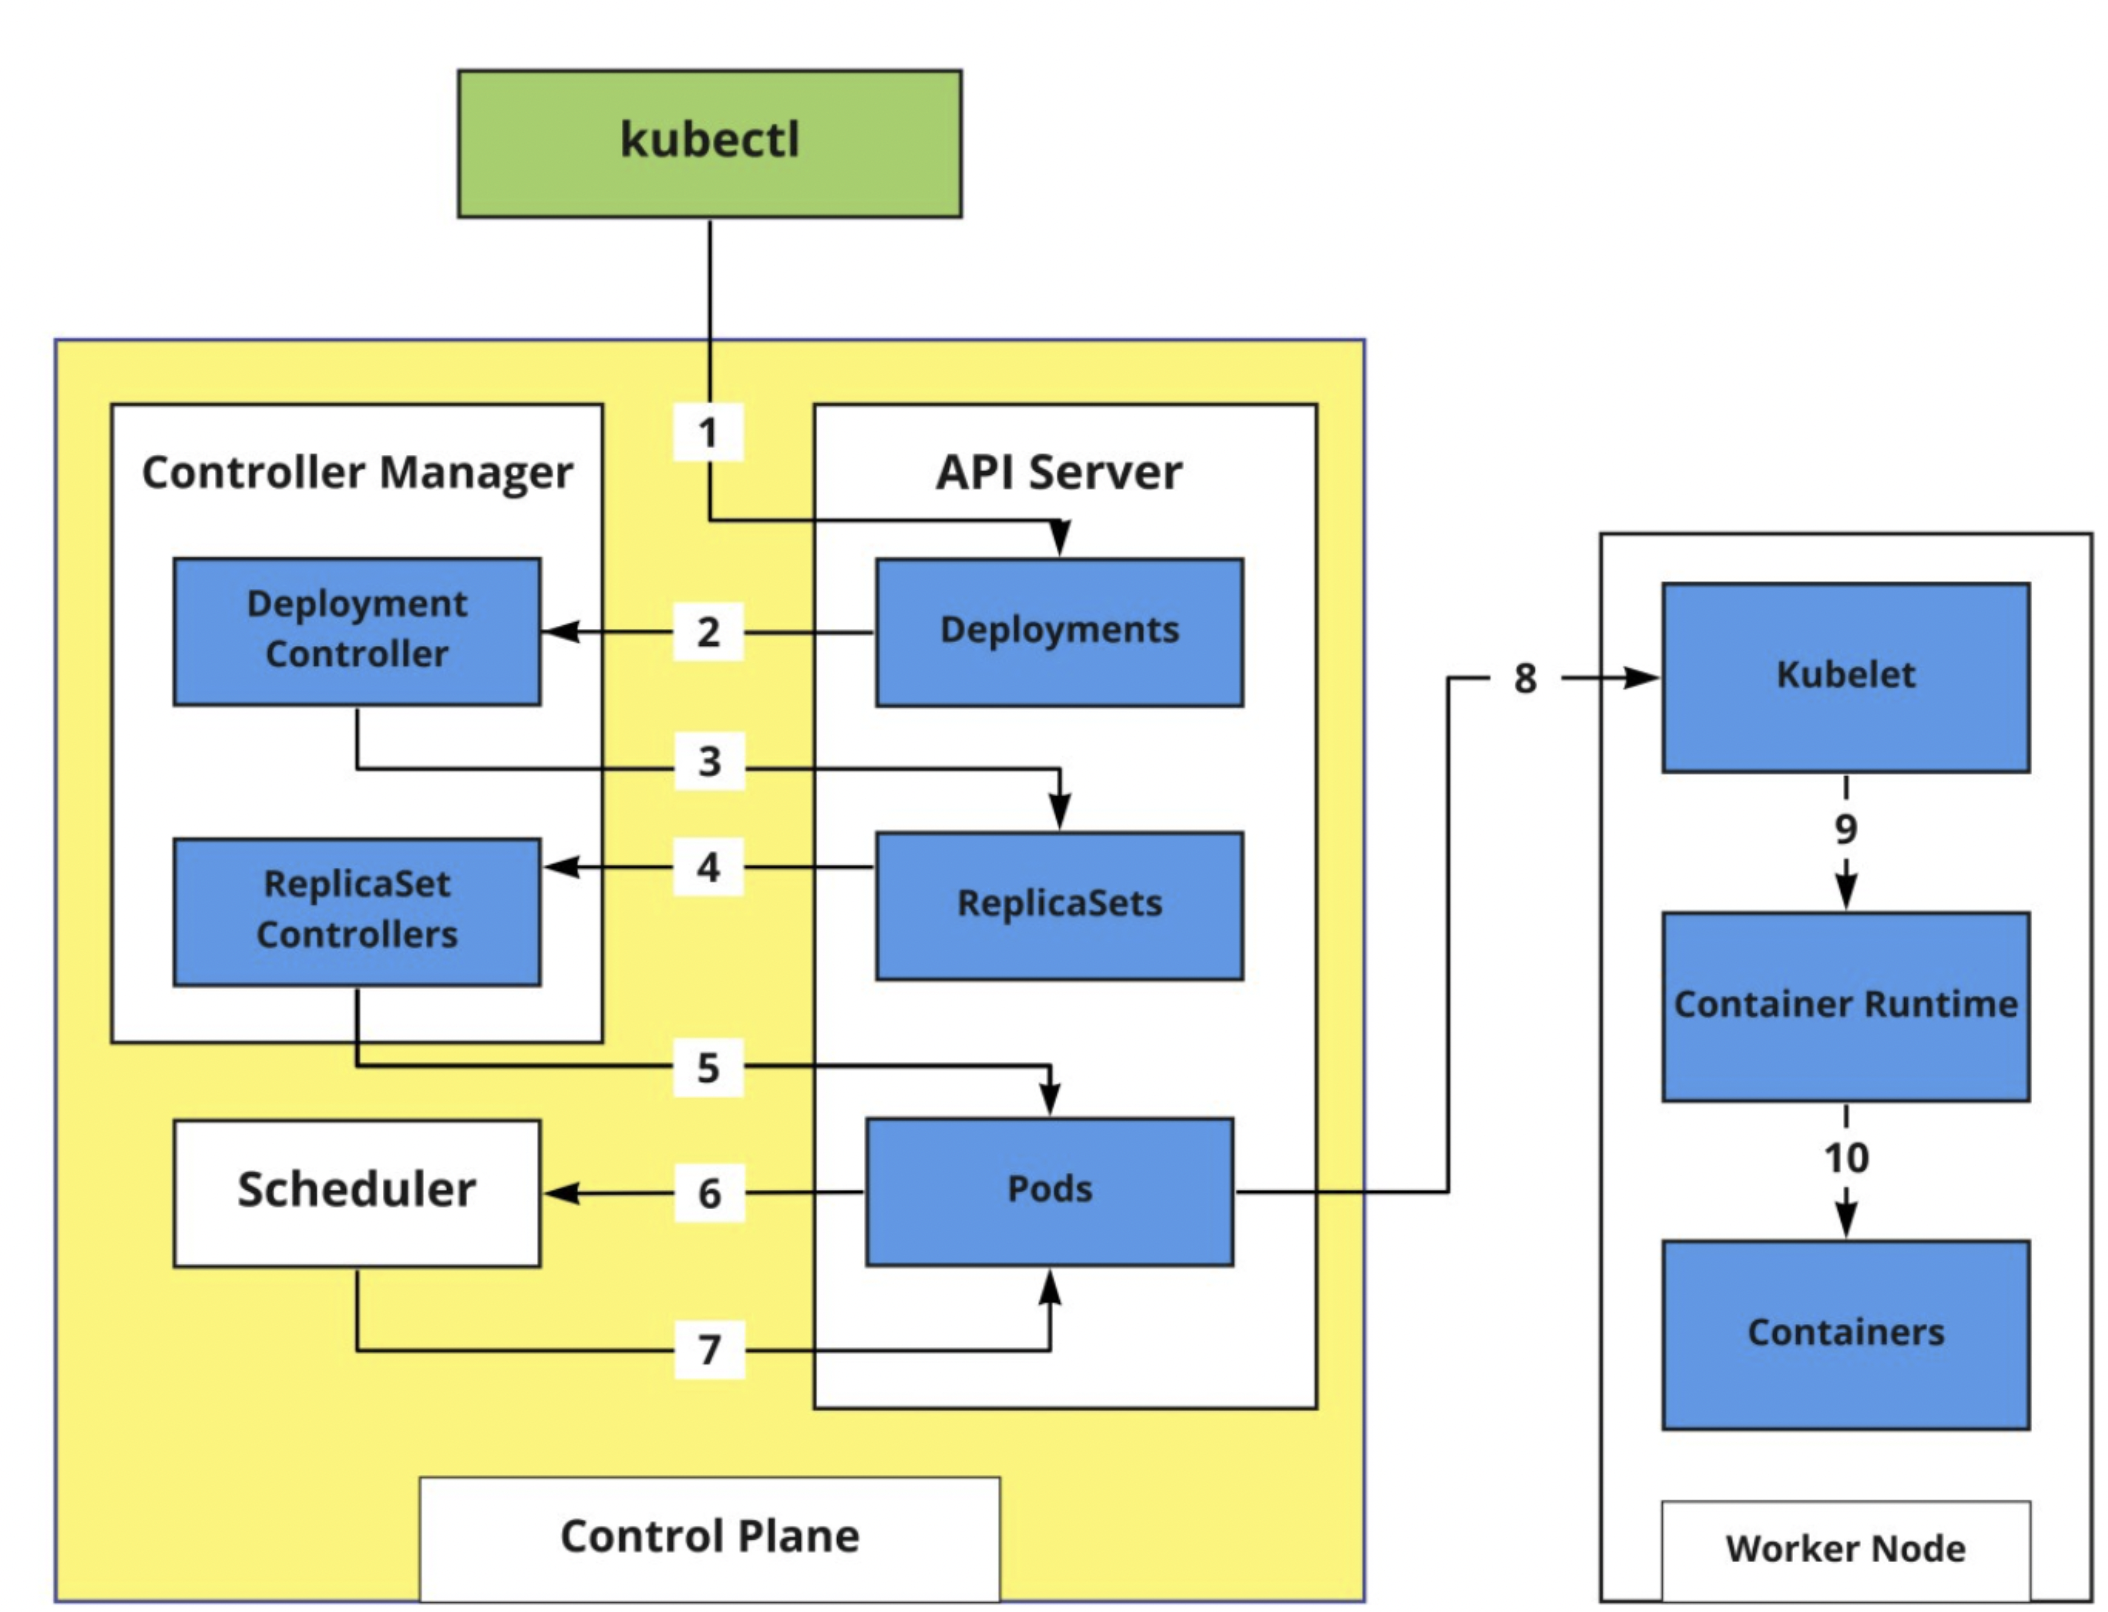 kubectl
1
Controller Manager
API Server
Deployment
Controller
2
Deployments
3
8
Kubelet
9
ReplicaSet
Controllers
4
ReplicaSets
Container Runtime
5
10
Scheduler
6
Pods
7
Containers
Control Plane
Worker Node